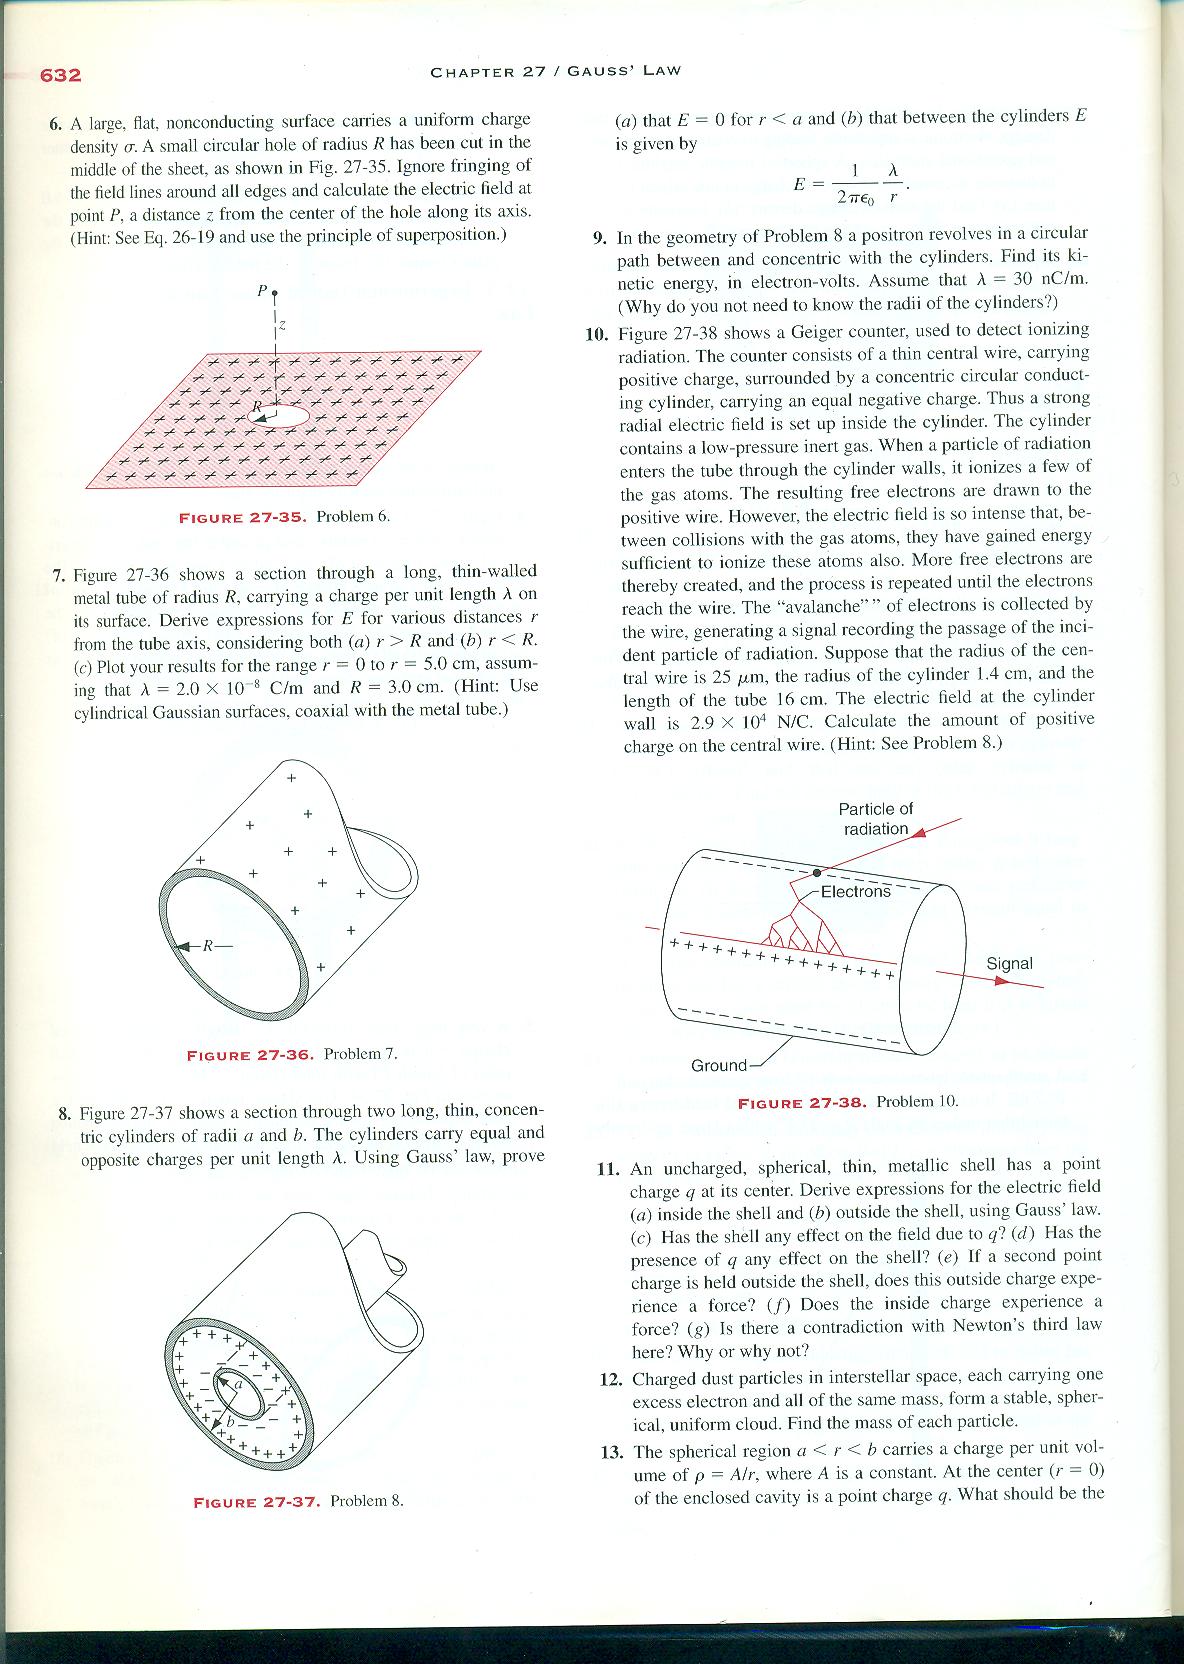 632
CHAPTER 27 / GAUSS' LAW
6. A large, flat, nonconducting surface carries a uniform charge
density σ. A small circular hole of radius R has been cut in the
middle of the sheet, as shown in Fig. 27-35. Ignore fringing of
the field lines around all edges and calculate the electric field at
point P, a distance z from the center of the hole along its axis.
(Hint: See Eq. 26-19 and use the principle of superposition.)
P
z
R
FIGURE 27-35. Problem 6.
7. Figure 27-36 shows a section through a long, thin-walled
metal tube of radius R, carrying a charge per unit length λ on
its surface. Derive expressions for E for various distances r
from the tube axis, considering both (a) r > R and (b) r < R.
(c) Plot your results for the range r = 0 to r = 5.0 cm, assum-
ing that λ = 2.0 × 10⁻⁸ C/m and R = 3.0 cm. (Hint: Use
cylindrical Gaussian surfaces, coaxial with the metal tube.)
R
FIGURE 27-36. Problem 7.
8. Figure 27-37 shows a section through two long, thin, concen-
tric cylinders of radii a and b. The cylinders carry equal and
opposite charges per unit length λ. Using Gauss' law, prove
a
b
FIGURE 27-37. Problem 8.
(a) that E = 0 for r < a and (b) that between the cylinders E
is given by
E = 1/(2πϵ₀) λ/r.
9. In the geometry of Problem 8 a positron revolves in a circular
path between and concentric with the cylinders. Find its ki-
netic energy, in electron-volts. Assume that λ = 30 nC/m.
(Why do you not need to know the radii of the cylinders?)
10. Figure 27-38 shows a Geiger counter, used to detect ionizing
radiation. The counter consists of a thin central wire, carrying
positive charge, surrounded by a concentric circular conduct-
ing cylinder, carrying an equal negative charge. Thus a strong
radial electric field is set up inside the cylinder. The cylinder
contains a low-pressure inert gas. When a particle of radiation
enters the tube through the cylinder walls, it ionizes a few of
the gas atoms. The resulting free electrons are drawn to the
positive wire. However, the electric field is so intense that, be-
tween collisions with the gas atoms, they have gained energy
sufficient to ionize these atoms also. More free electrons are
thereby created, and the process is repeated until the electrons
reach the wire. The “avalanche”” of electrons is collected by
the wire, generating a signal recording the passage of the inci-
dent particle of radiation. Suppose that the radius of the cen-
tral wire is 25 μm, the radius of the cylinder 1.4 cm, and the
length of the tube 16 cm. The electric field at the cylinder
wall is 2.9 × 10⁴ N/C. Calculate the amount of positive
charge on the central wire. (Hint: See Problem 8.)
Particle of
radiation
Electrons
Signal
Ground
FIGURE 27-38. Problem 10.
11. An uncharged, spherical, thin, metallic shell has a point
charge q at its center. Derive expressions for the electric field
(a) inside the shell and (b) outside the shell, using Gauss' law.
(c) Has the shell any effect on the field due to q? (d) Has the
presence of q any effect on the shell? (e) If a second point
charge is held outside the shell, does this outside charge expe-
rience a force? (f) Does the inside charge experience a
force? (g) Is there a contradiction with Newton's third law
here? Why or why not?
12. Charged dust particles in interstellar space, each carrying one
excess electron and all of the same mass, form a stable, spher-
ical, uniform cloud. Find the mass of each particle.
13. The spherical region a < r < b carries a charge per unit vol-
ume of ρ = A/r, where A is a constant. At the center (r = 0)
of the enclosed cavity is a point charge q. What should be the